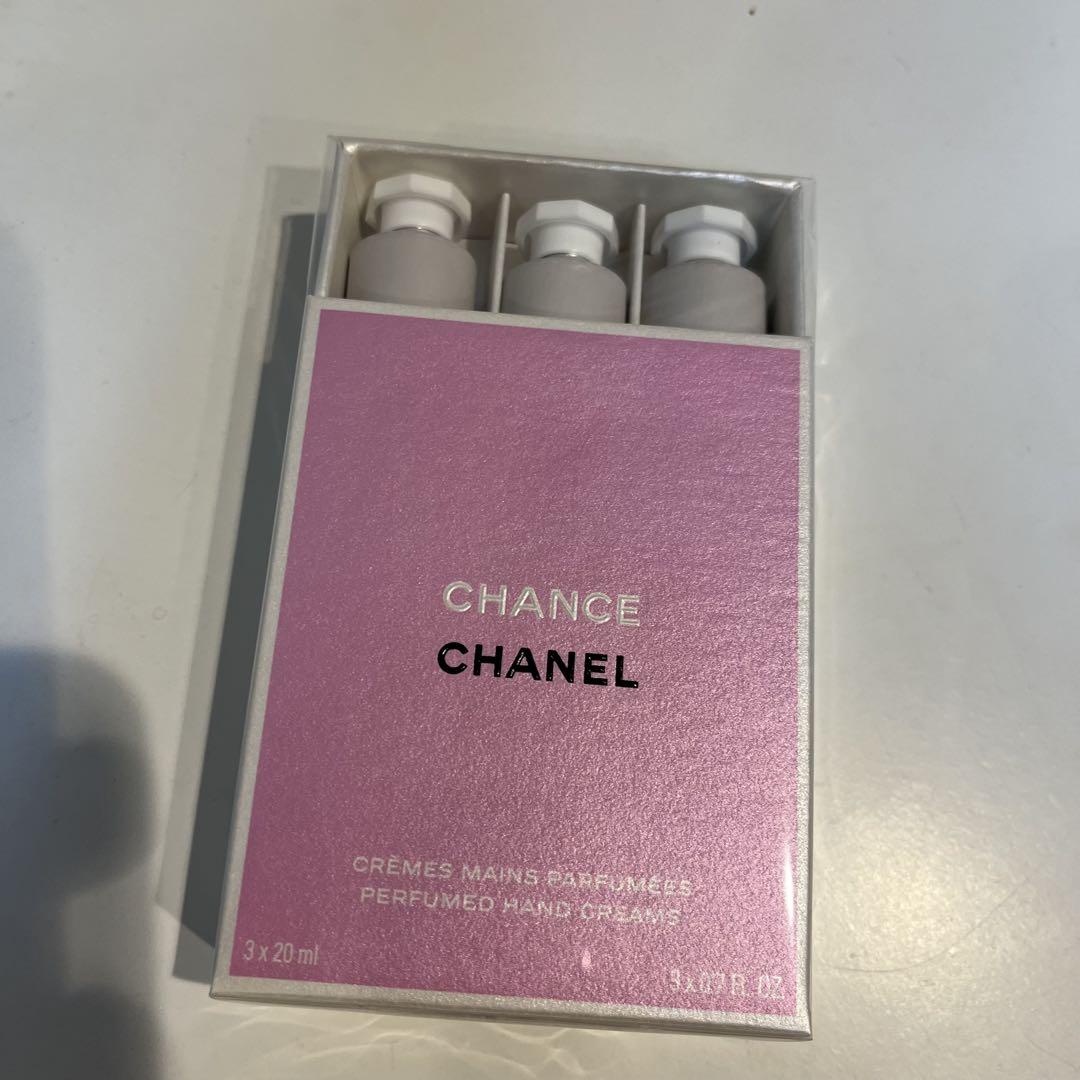 CHANCE
CHANEL
CRÈMES MAINS PARFUMÉES
PERFUMED HAND CREAMS
3 x 20 ml
3 x 0.7 FL. OZ